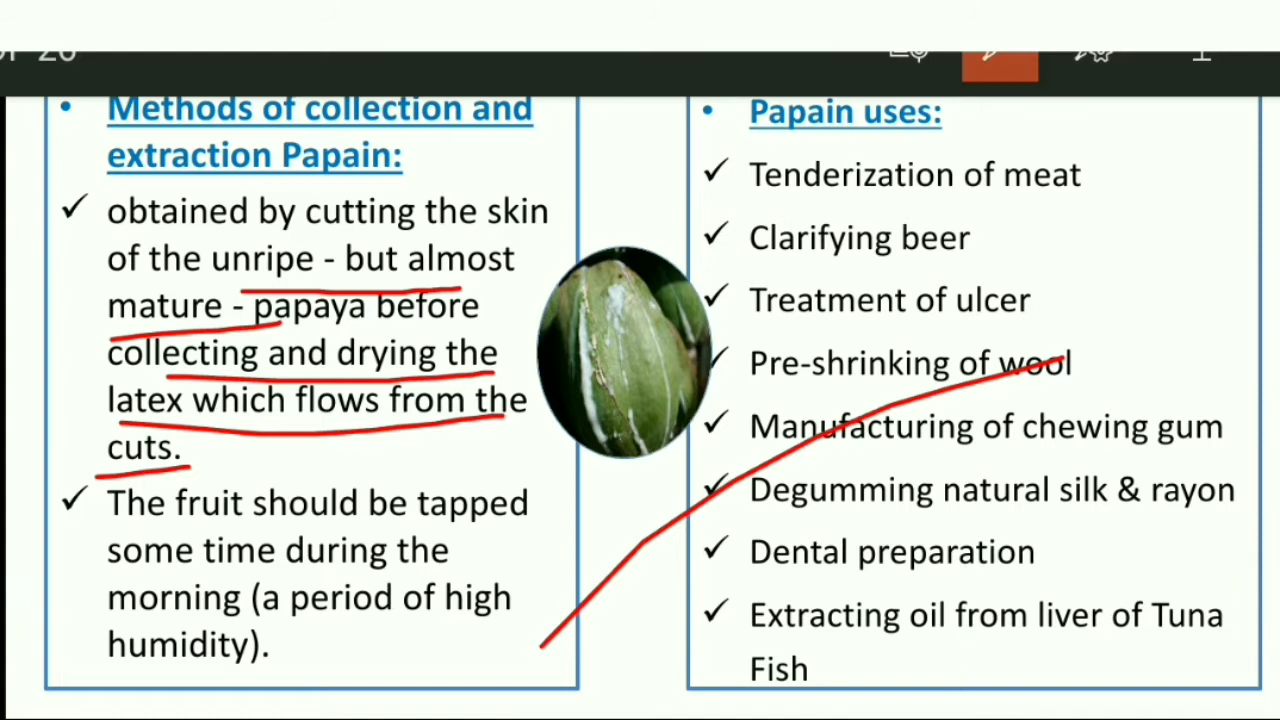 Methods of collection and
extraction Papain:
obtained by cutting the skin
of the unripe - but almost
mature - papaya before
collecting and drying the
latex which flows from the
cuts.
The fruit should be tapped
some time during the
morning (a period of high
humidity).
Papain uses:
Tenderization of meat
Clarifying beer
Treatment of ulcer
Pre-shrinking of wool
Manufacturing of chewing gum
Degumming natural silk & rayon
Dental preparation
Extracting oil from liver of Tuna
Fish